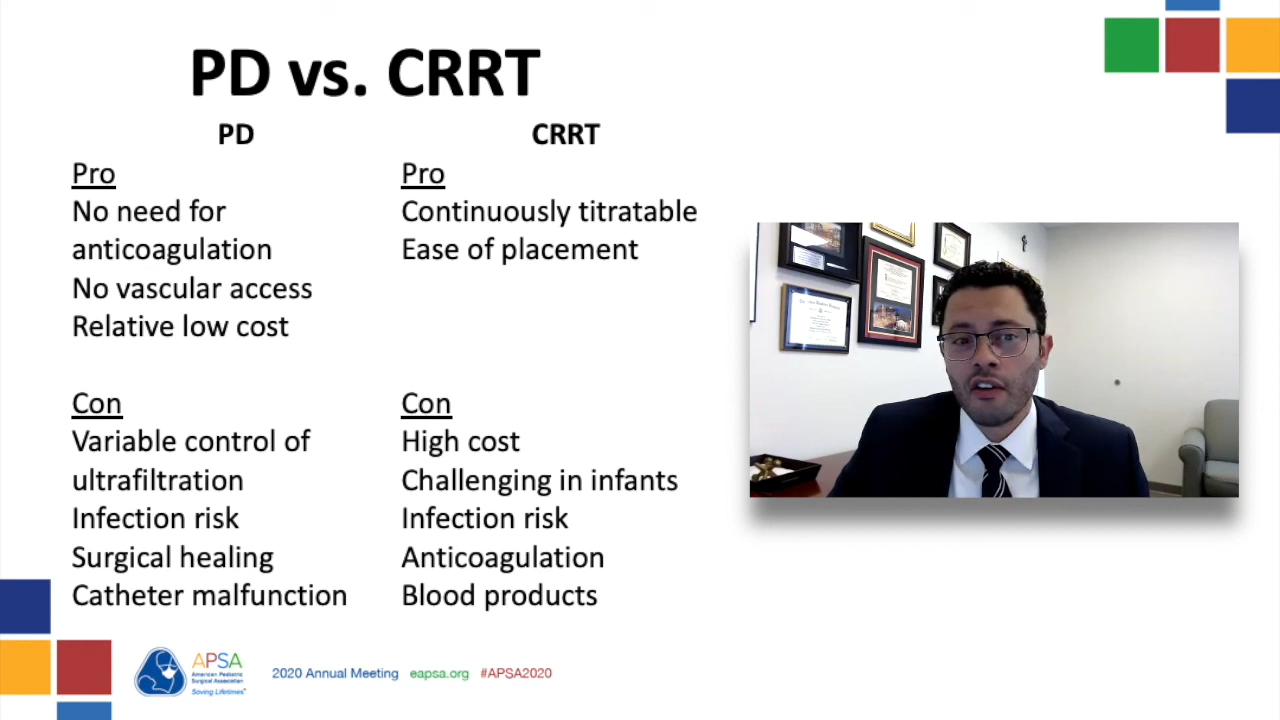 PD vs. CRRT
PD
Pro
No need for
anticoagulation
No vascular access
Relative low cost
Con
Variable control of
ultrafiltration
Infection risk
Surgical healing
Catheter malfunction
CRRT
Pro
Continuously titratable
Ease of placement
Con
High cost
Challenging in infants
Infection risk
Anticoagulation
Blood products
APSA
American Pediatric
Surgical Association
Saving Lifetimes
2020 Annual Meeting eapsa.org #APSA2020